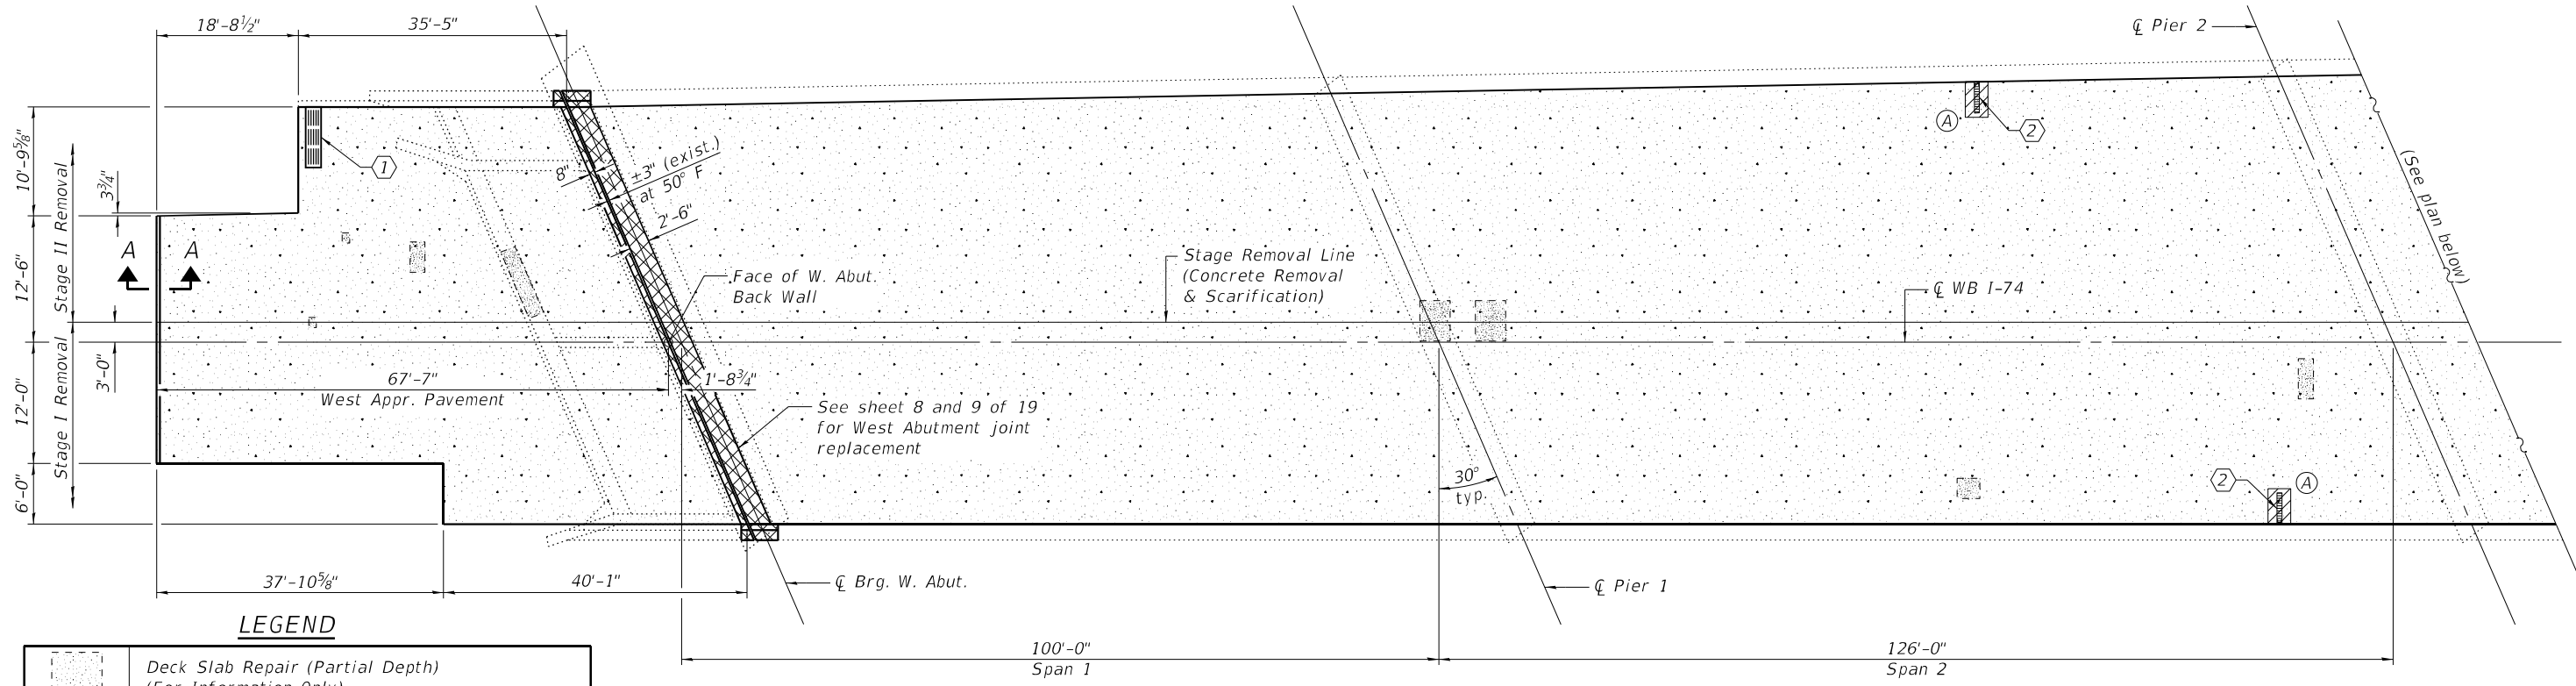 18'-8½"
35'-5"
℄ Pier 2
10'-9⅝"
Stage II Removal
3¾"
1
8"
±3" (exist.)
at 50° F
2'-6"
A
2
(See plan below)
A A
12'-6"
Face of W. Abut.
Back Wall
Stage Removal Line
(Concrete Removal
& Scarification)
℄ WB I-74
3'-0"
12'-0"
Stage I Removal
67'-7"
West Appr. Pavement
1'-8¾"
See sheet 8 and 9 of 19
for West Abutment joint
replacement
30°
typ.
2
A
6'-0"
37'-10⅝"
40'-1"
℄ Brg. W. Abut.
℄ Pier 1
100'-0"
Span 1
126'-0"
Span 2
LEGEND
Deck Slab Repair (Partial Depth)
(For Information Only)